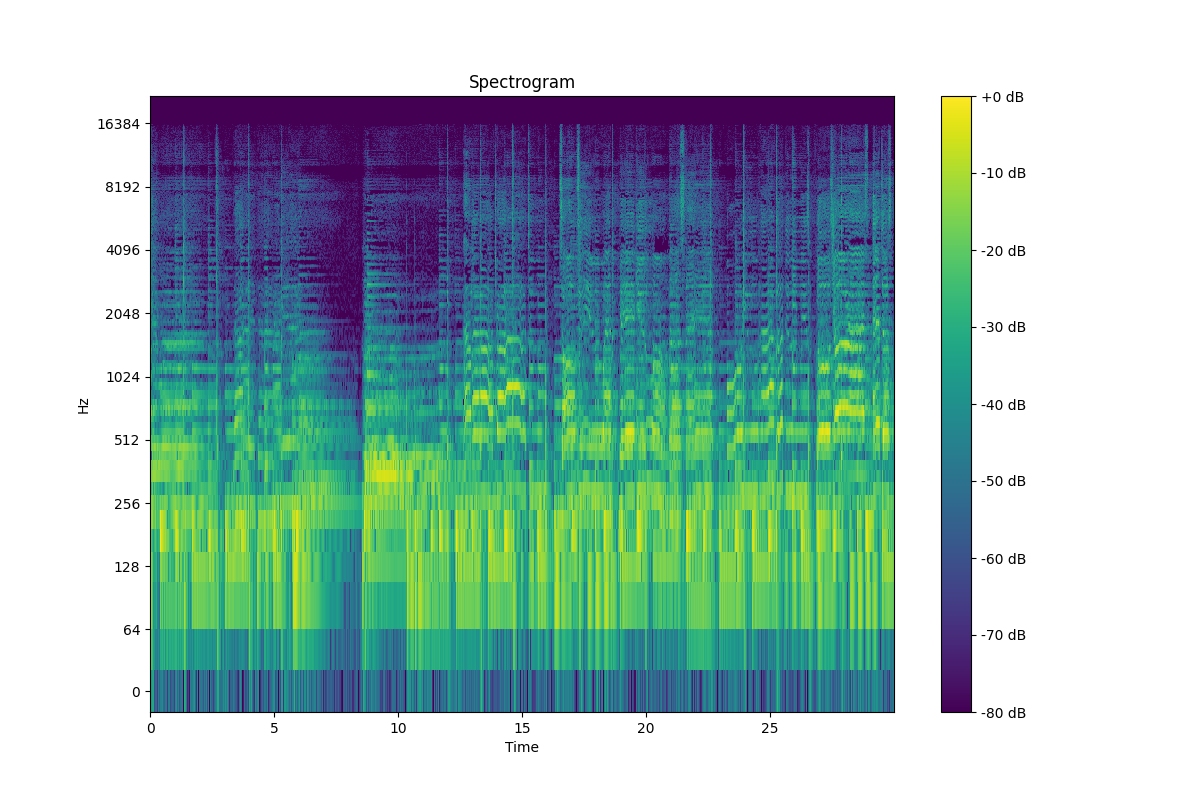 Spectrogram
16384
8192
4096
2048
1024
512
256
128
64
0
Hz
0
5
10
15
20
25
Time
+0 dB
-10 dB
-20 dB
-30 dB
-40 dB
-50 dB
-60 dB
-70 dB
-80 dB